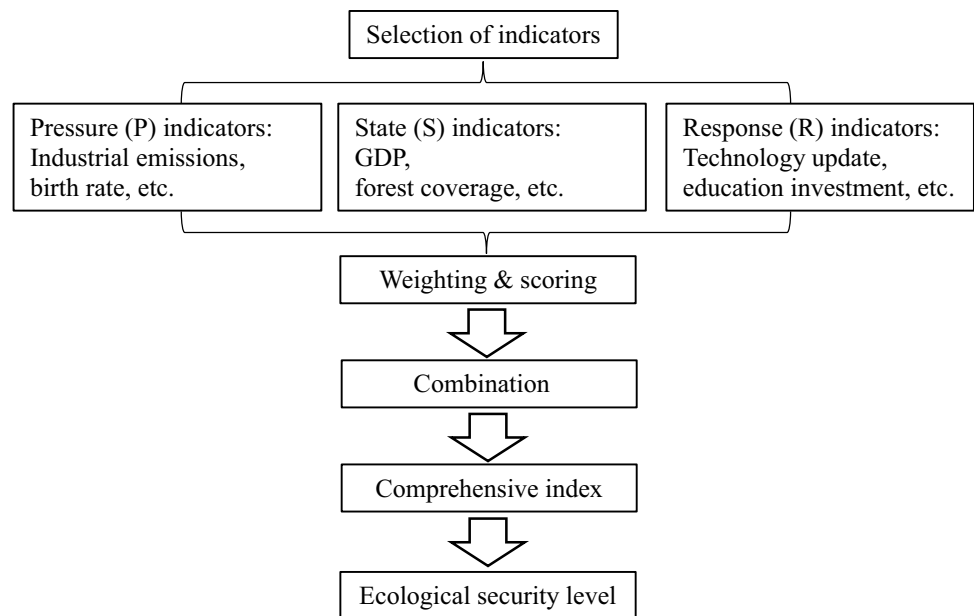 Selection of indicators
Pressure (P) indicators:
Industrial emissions,
birth rate, etc.
State (S) indicators:
GDP,
forest coverage, etc.
Response (R) indicators:
Technology update,
education investment, etc.
Weighting & scoring
Combination
Comprehensive index
Ecological security level